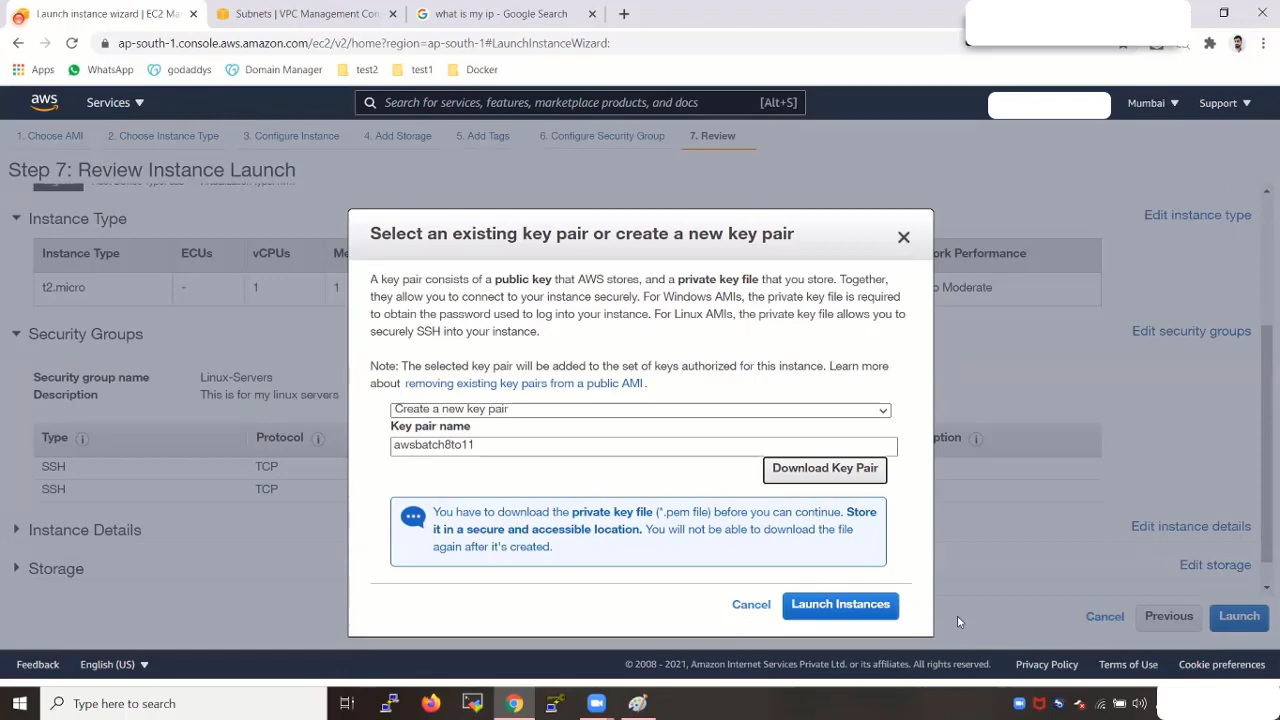 Launch instance wizard | EC2 Man
Subnets | VPC Management Con
what is my ip - Google Search
ap-south-1.console.aws.amazon.com/ec2/v2/home?region=ap-south-1#LaunchInstanceWizard:
Apps WhatsApp godaddys Domain Manager test2 test1 Docker
aws Services Search for services, features, marketplace products, and docs [Alt+S] Mumbai Support
1. Choose AMI 2. Choose Instance Type 3. Configure Instance 4. Add Storage 5. Add Tags 6. Configure Security Group 7. Review
Step 7: Review Instance Launch
Instance Type
Edit instance type
Instance Type ECUs vCPUs
Performance
t2.micro - 1 1
Moderate
Security Groups
Edit security groups
Security group name Linux-Servers
Description This is for my linux servers
Type Protocol
SSH TCP
SSH TCP
Instance Details
Edit instance details
Storage
Edit storage
Select an existing key pair or create a new key pair
A key pair consists of a public key that AWS stores, and a private key file that you store. Together,
they allow you to connect to your instance securely. For Windows AMIs, the private key file is required
to obtain the password used to log into your instance. For Linux AMIs, the private key file allows you to
securely SSH into your instance.
Note: The selected key pair will be added to the set of keys authorized for this instance. Learn more
about removing existing key pairs from a public AMI.
Create a new key pair
Key pair name
awsbatch8to11
Download Key Pair
You have to download the private key file (*.pem file) before you can continue. Store
it in a secure and accessible location. You will not be able to download the file
again after it's created.
Cancel Launch Instances
Cancel Previous Launch
Feedback English (US) © 2008 - 2021, Amazon Internet Services Private Ltd. or its affiliates. All rights reserved. Privacy Policy Terms of Use Cookie preferences
Type here to search